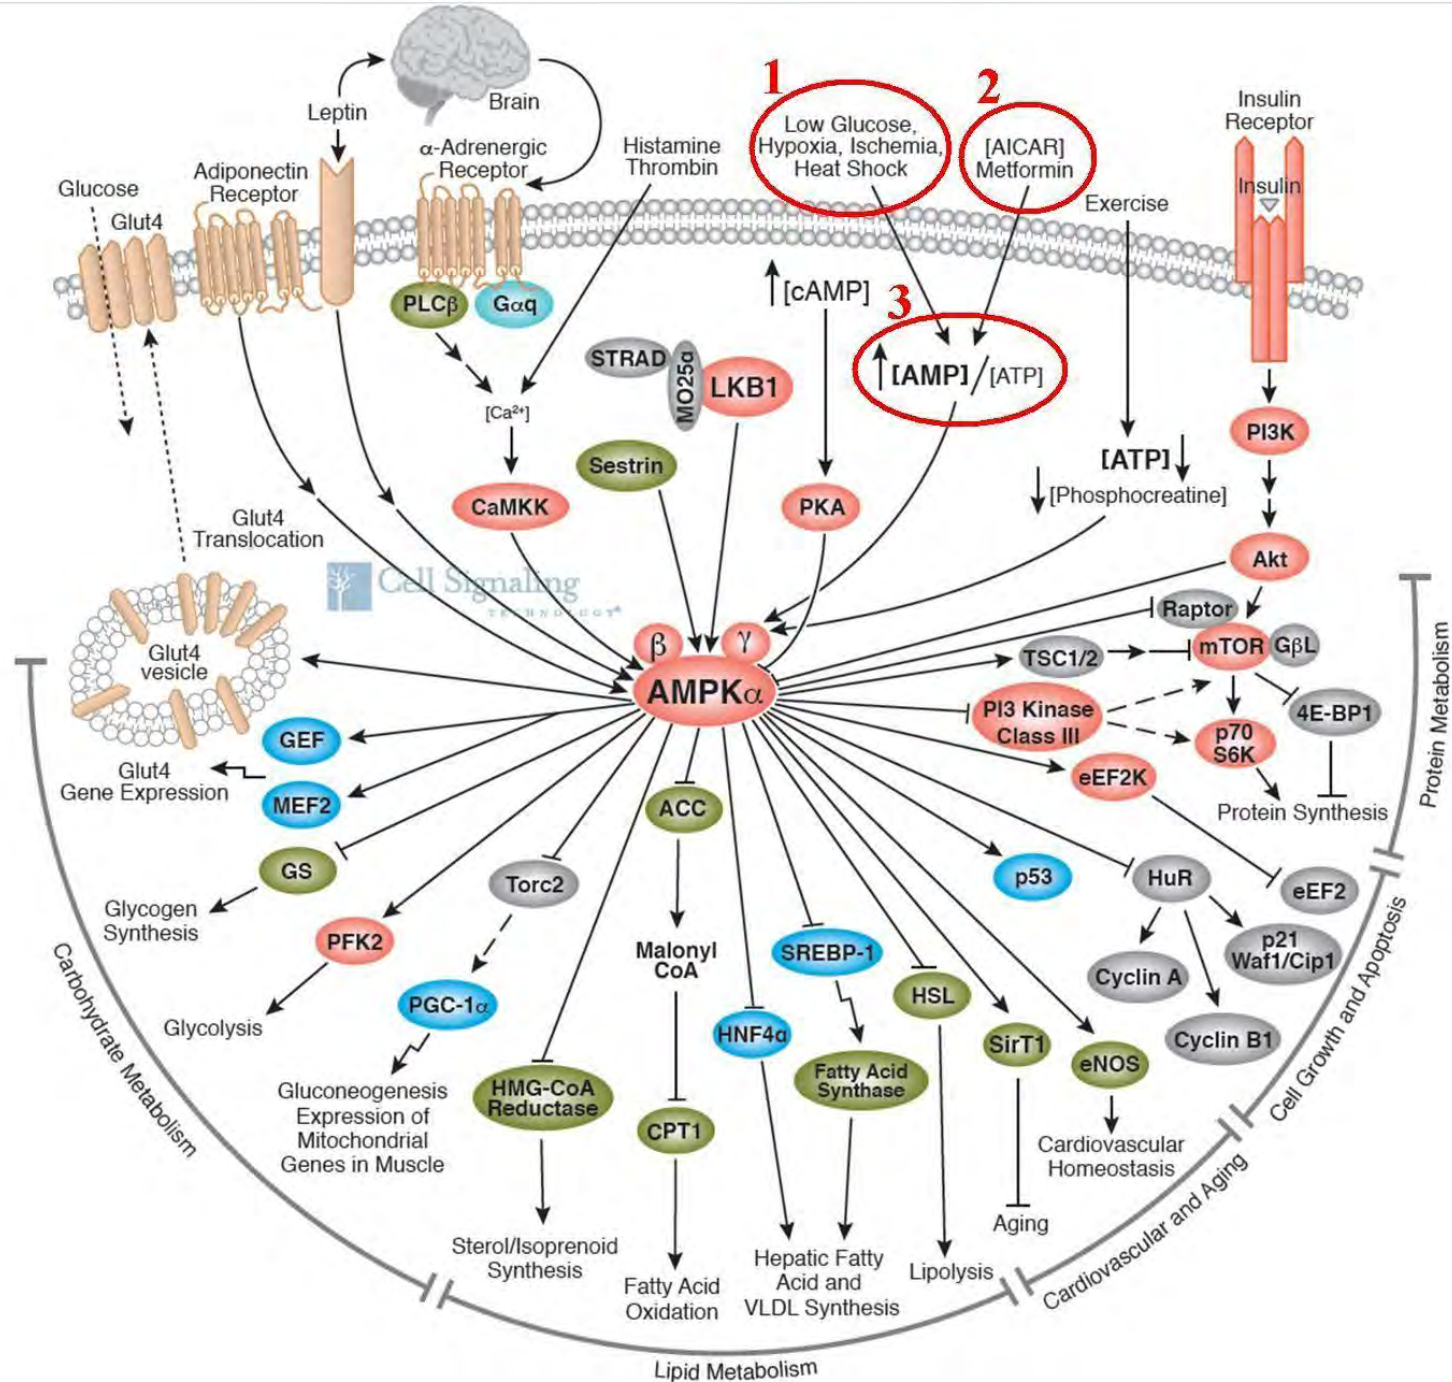 1
2
Brain
Leptin
α-Adrenergic
Receptor
Histamine
Thrombin
Low Glucose,
Hypoxia, Ischemia,
Heat Shock
[AICAR]
Metformin
Insulin
Receptor
Insulin
Exercise
Adiponectin
Receptor
Glucose
Glut4
PLCβ
Gαq
[cAMP]
3
[AMP] / [ATP]
STRAD
MO25α
LKB1
[Ca²⁺]
Sestrin
CaMKK
PKA
[ATP]
[Phosphocreatine]
PI3K
Akt
Glut4
Translocation
Cell Signaling
TECHNOLOGY®
Glut4
vesicle
β
γ
AMPKα
Raptor
mTOR
GβL
TSC1/2
PI3 Kinase
Class III
4E-BP1
p70
S6K
eEF2K
Protein Synthesis
Protein Metabolism
GEF
MEF2
Glut4
Gene Expression
GS
Glycogen
Synthesis
PFK2
Glycolysis
Torc2
PGC-1α
Gluconeogenesis
Expression of
Mitochondrial
Genes in Muscle
HMG-CoA
Reductase
Sterol/Isoprenoid
Synthesis
ACC
Malonyl
CoA
CPT1
Fatty Acid
Oxidation
HNF4α
SREBP-1
Fatty Acid
Synthase
Hepatic Fatty
Acid and
VLDL Synthesis
HSL
Lipolysis
SirT1
Aging
eNOS
Cardiovascular
Homeostasis
p53
HuR
eEF2
Cyclin A
p21
Waf1/Cip1
Cyclin B1
Carbohydrate Metabolism
Lipid Metabolism
Cardiovascular and Aging
Cell Growth and Apoptosis